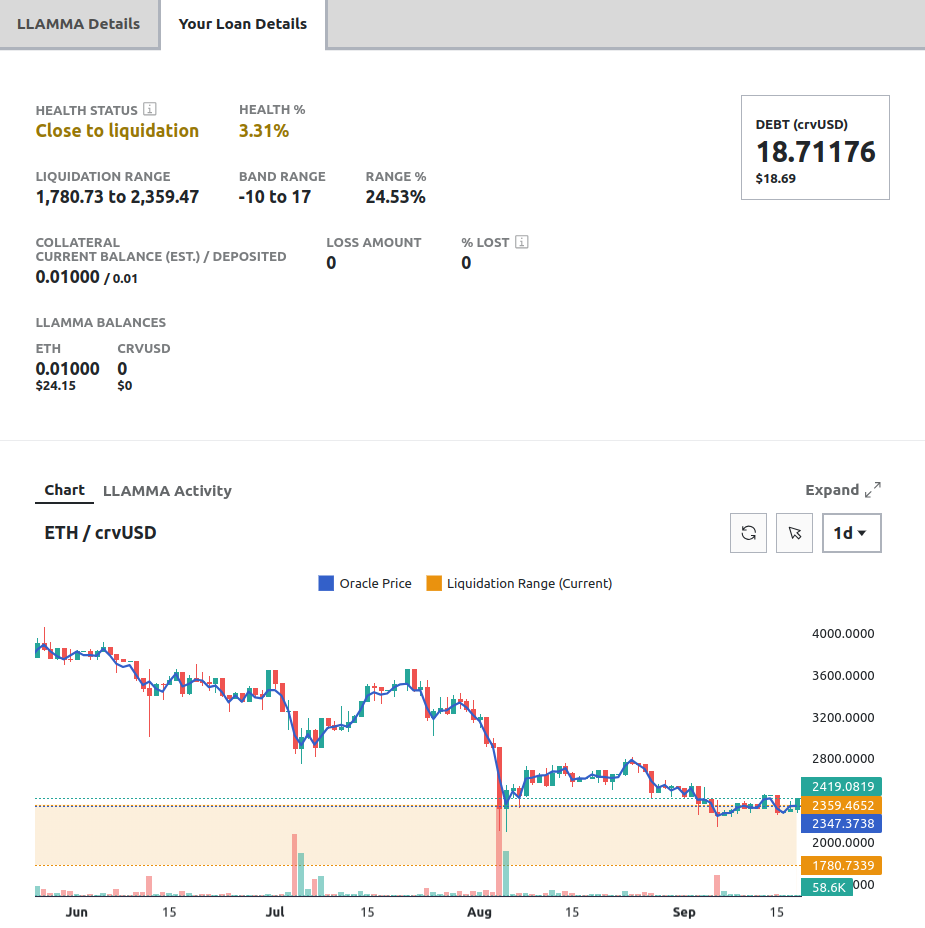 LLAMMA Details
Your Loan Details
HEALTH STATUS
HEALTH %
Close to liquidation
3.31%
DEBT (crvUSD)
18.71176
$18.69
LIQUIDATION RANGE
BAND RANGE
RANGE %
1,780.73 to 2,359.47
-10 to 17
24.53%
COLLATERAL
CURRENT BALANCE (EST.) / DEPOSITED
LOSS AMOUNT
% LOST
0.01000 / 0.01
0
0
LLAMMA BALANCES
ETH
CRVUSD
0.01000
0
$24.15
$0
Chart
LLAMMA Activity
Expand
ETH / crvUSD
1d
Oracle Price
Liquidation Range (Current)
4000.0000
3600.0000
3200.0000
2800.0000
2419.0819
2359.4652
2347.3738
2000.0000
1780.7339
58.6K
Jun
15
Jul
15
Aug
15
Sep
15